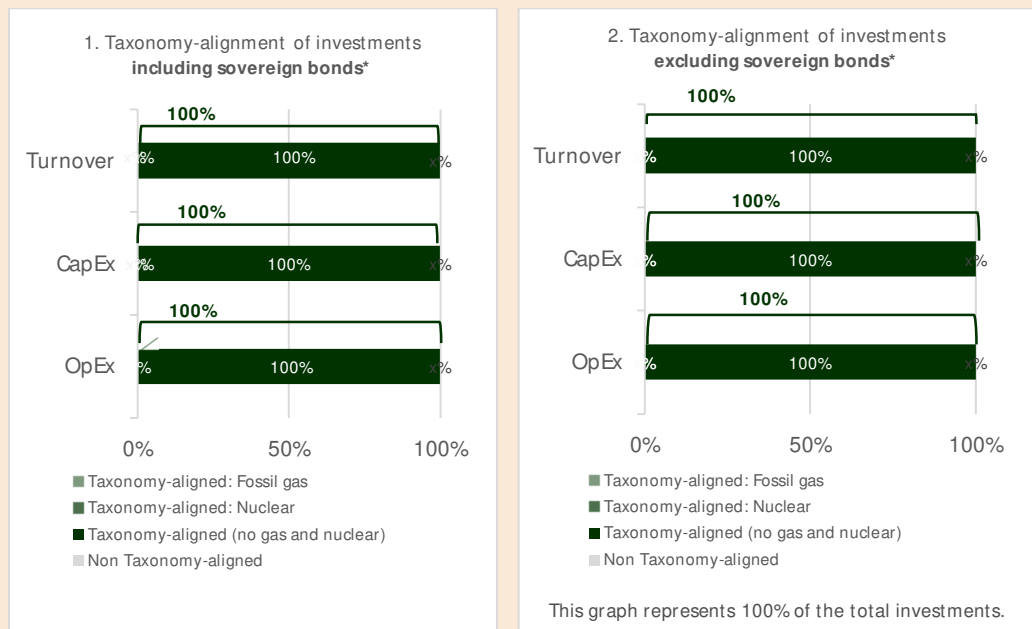 1. Taxonomy-alignment of investments
including sovereign bonds*
100%
Turnover
100%
x%
100%
CapEx
100%
x%
100%
OpEx
%
100%
x%
0%
50%
100%
Taxonomy-aligned: Fossil gas
Taxonomy-aligned: Nuclear
Taxonomy-aligned (no gas and nuclear)
Non Taxonomy-aligned
2. Taxonomy-alignment of investments
excluding sovereign bonds*
100%
Turnover
%
100%
x%
100%
CapEx
%
100%
x%
100%
OpEx
%
100%
x%
0%
50%
100%
Taxonomy-aligned: Fossil gas
Taxonomy-aligned: Nuclear
Taxonomy-aligned (no gas and nuclear)
Non Taxonomy-aligned
This graph represents 100% of the total investments.